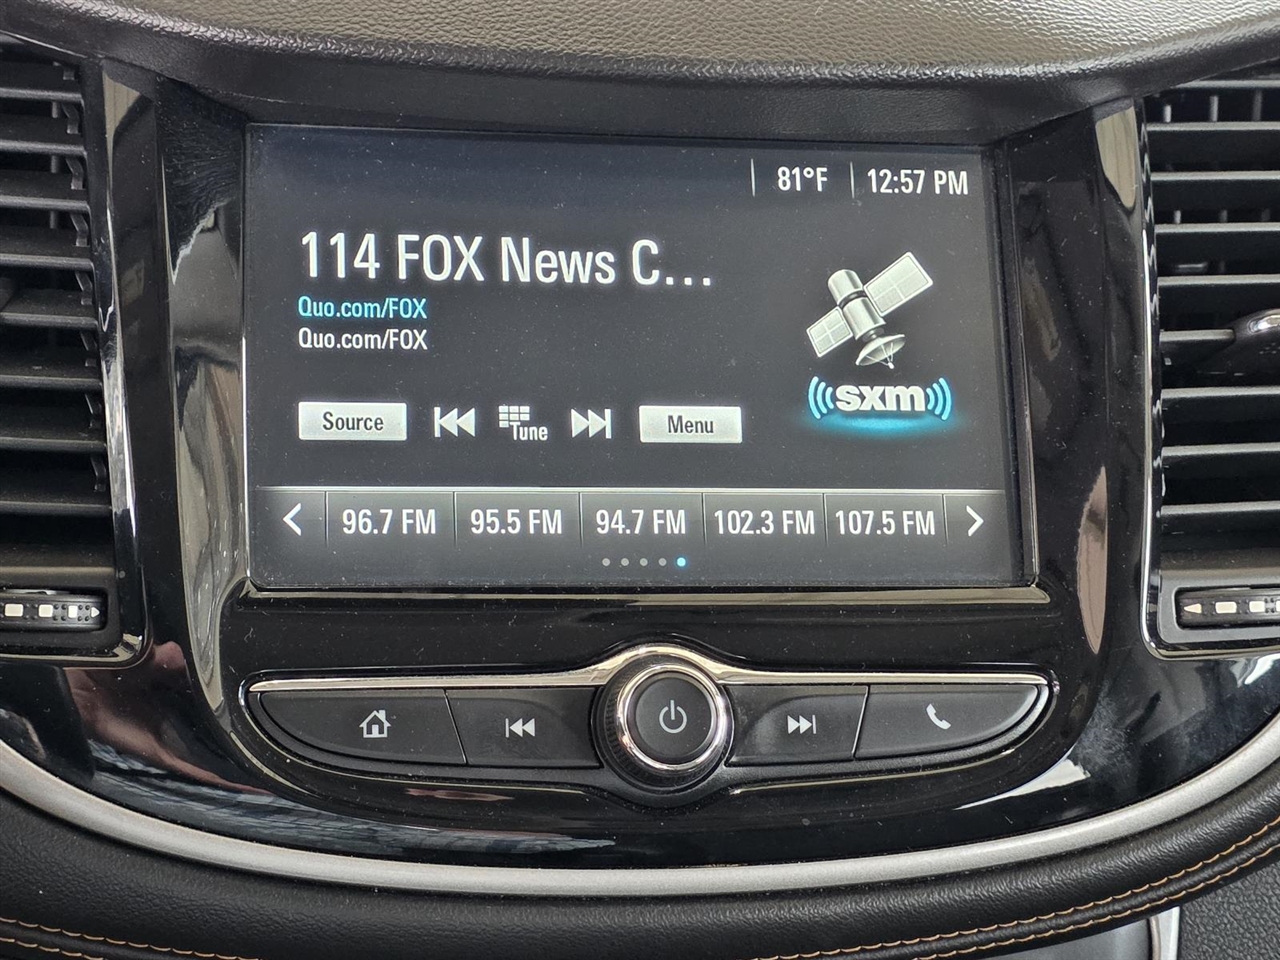 81°F 12:57 PM
114 FOX News C...
Quo.com/FOX
Quo.com/FOX
sxm
Source Tune Menu
96.7 FM 95.5 FM 94.7 FM 102.3 FM 107.5 FM